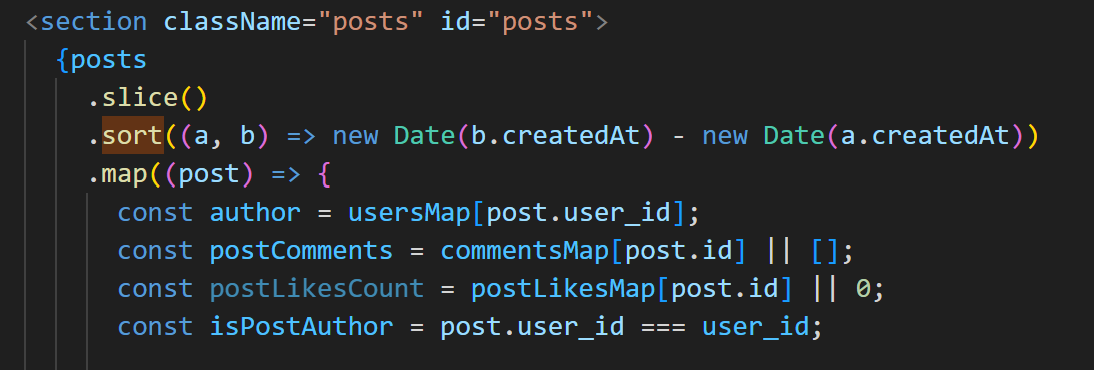 <section className="posts" id="posts">
{posts
.slice()
.sort((a, b) => new Date(b.createdAt) - new Date(a.createdAt))
.map((post) => {
const author = usersMap[post.user_id];
const postComments = commentsMap[post.id] || [];
const postLikesCount = postLikesMap[post.id] || 0;
const isPostAuthor = post.user_id === user_id;